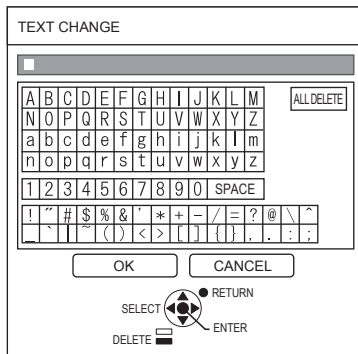 TEXT CHANGE
A B C D E F G H I J K L M ALL DELETE
N O P Q R S T U V W X Y Z
a b c d e f g h i j k l m
n o p q r s t u v w x y z
1 2 3 4 5 6 7 8 9 0 SPACE
! " # $ % & ' * + - / = ? @ \ ^
_ ` | ~ ( ) < > [ ] { } , . : ;
OK CANCEL
RETURN
SELECT
ENTER
DELETE